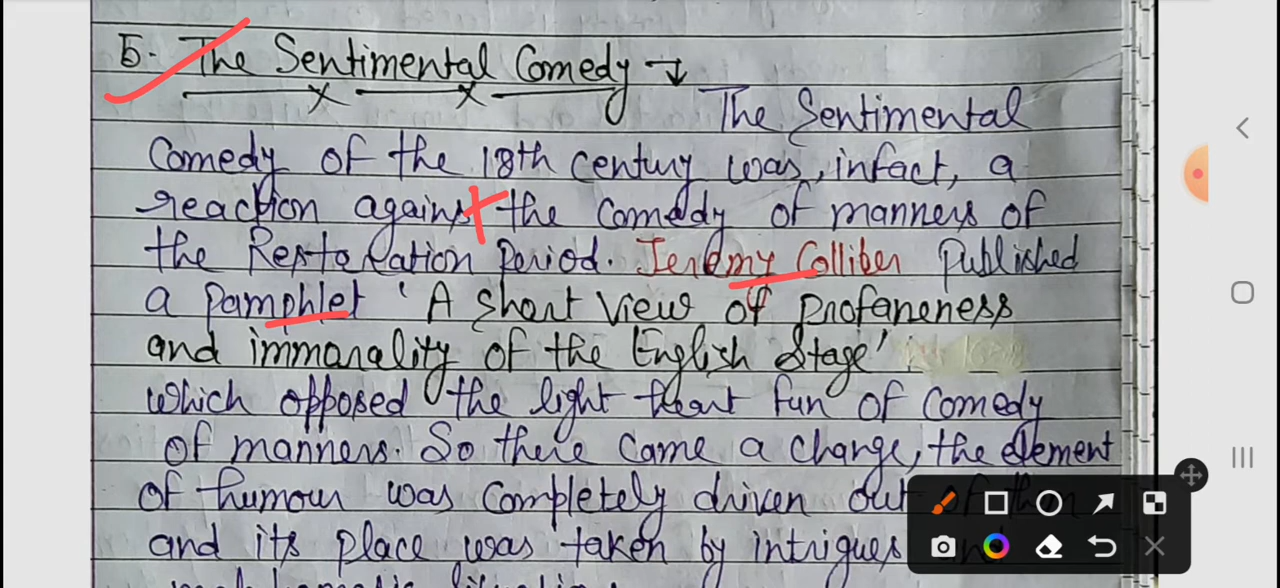 5. The Sentimental Comedy →
The Sentimental
Comedy of the 18th century was, infact, a
reaction against the comedy of manners of
the Restoration Period. Jeremy Colliber Published
a Pamphlet 'A Short View of Profaneness
and immorality of the English Stage'
which opposed the light heart fun of comedy
of manners. So there came a change, the element
of humour was completely driven out of
and its place was taken by intrigues